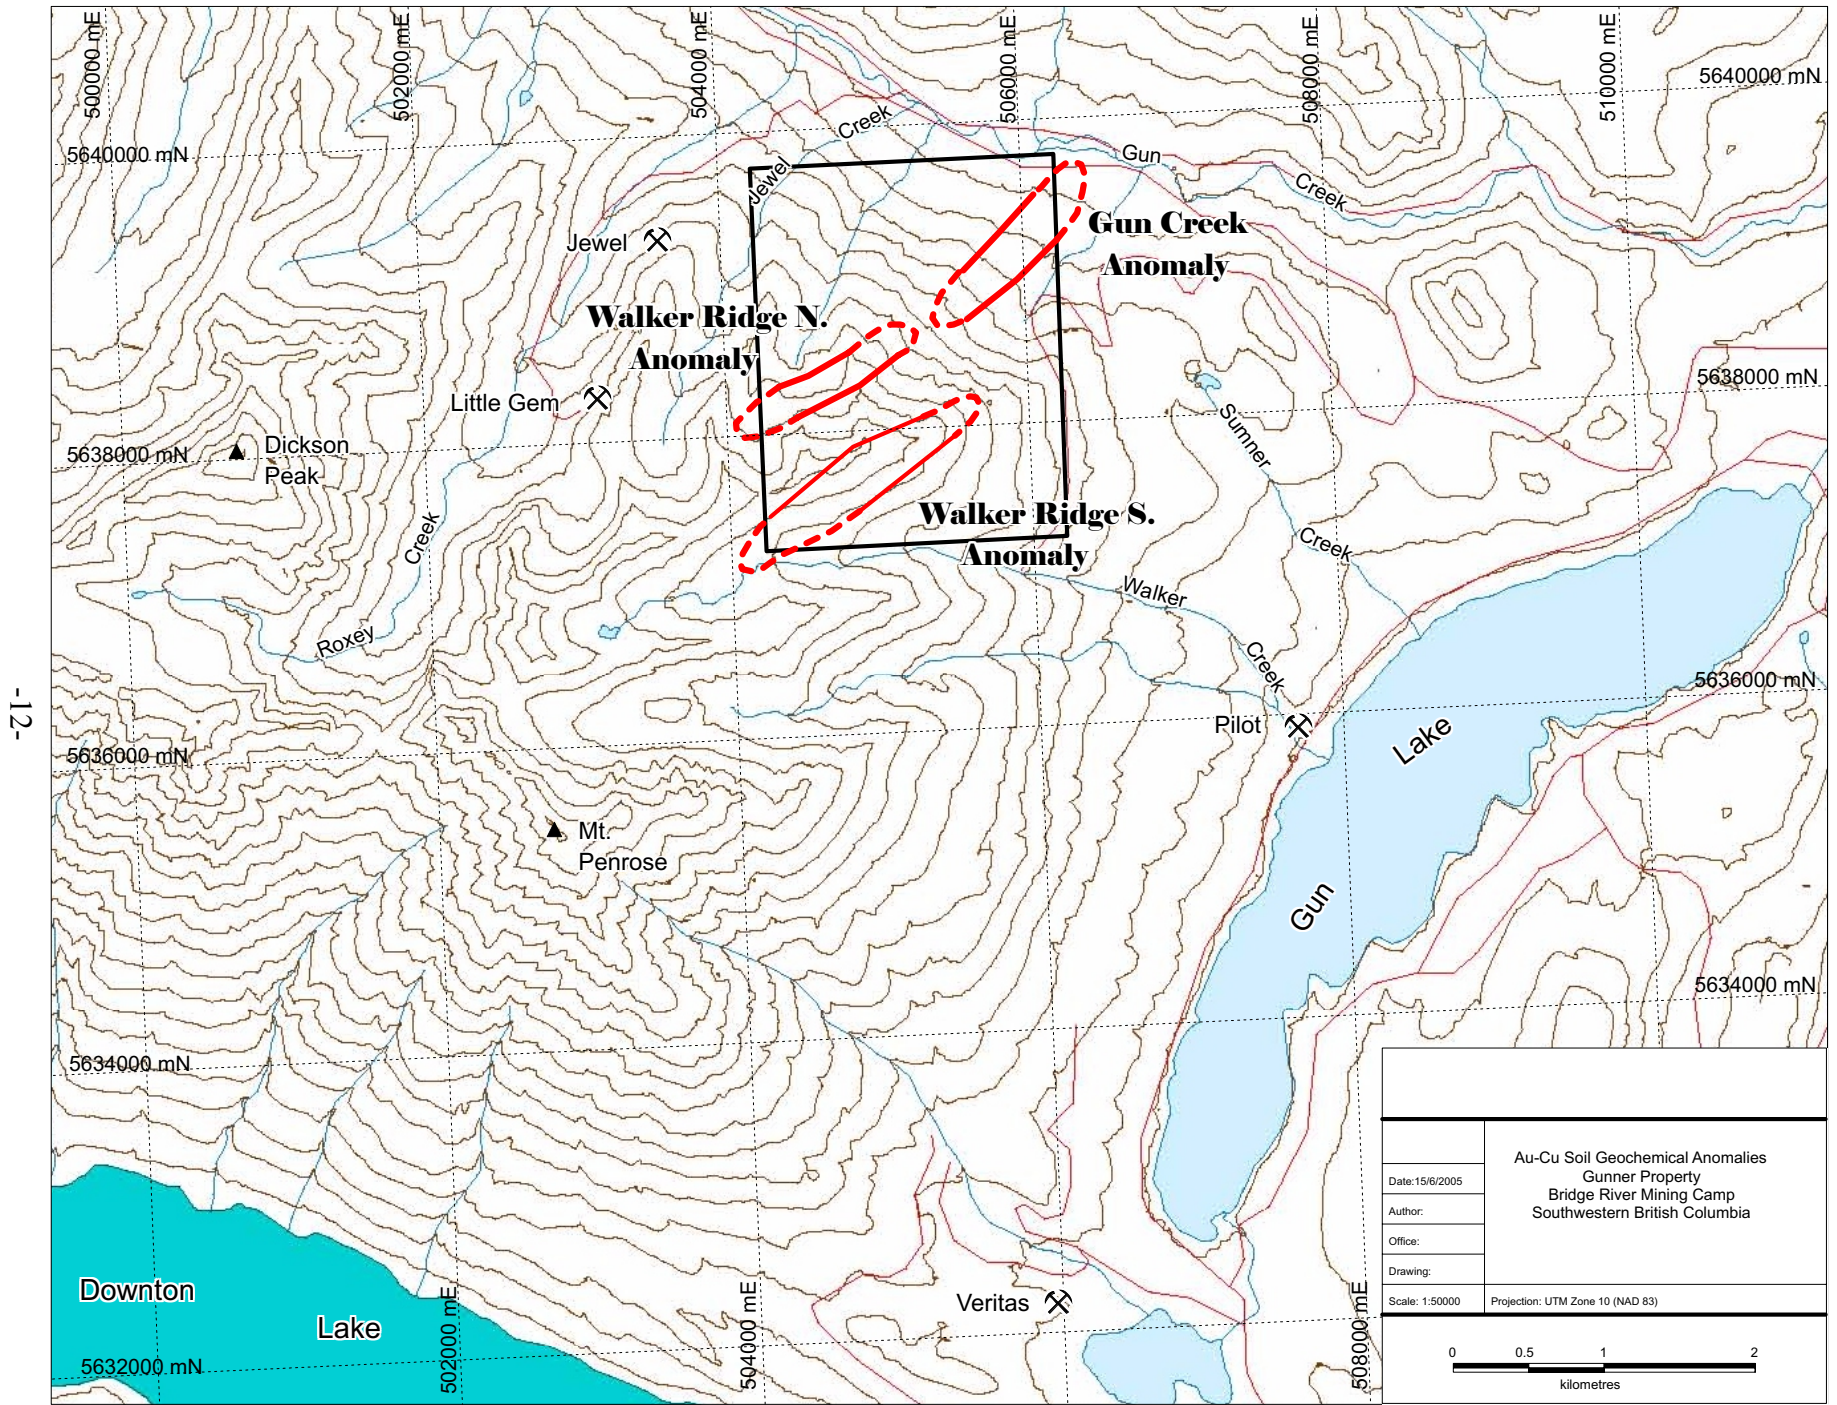 500000 mE
502000 mE
504000 mE
506000 mE
508000 mE
510000 mE
5640000 mN
5640000 mN
Creek
Jewel
Gun
Creek
Jewel
Gun Creek
Anomaly
Walker Ridge N.
Anomaly
5638000 mN
Little Gem
Sumner
Creek
Dickson
Peak
5638000 mN
Walker Ridge S.
Anomaly
Creek
Roxey
Walker
Creek
5636000 mN
-12-
Pilot
5636000 mN
Lake
Gun
Mt.
Penrose
5634000 mN
5634000 mN
Downton
Lake
Veritas
5632000 mN
502000 mE
504000 mE
508000 mE
Au-Cu Soil Geochemical Anomalies
Gunner Property
Bridge River Mining Camp
Southwestern British Columbia
Date:15/6/2005
Author:
Office:
Drawing:
Scale: 1:50000
Projection: UTM Zone 10 (NAD 83)
0 0.5 1 2
kilometres